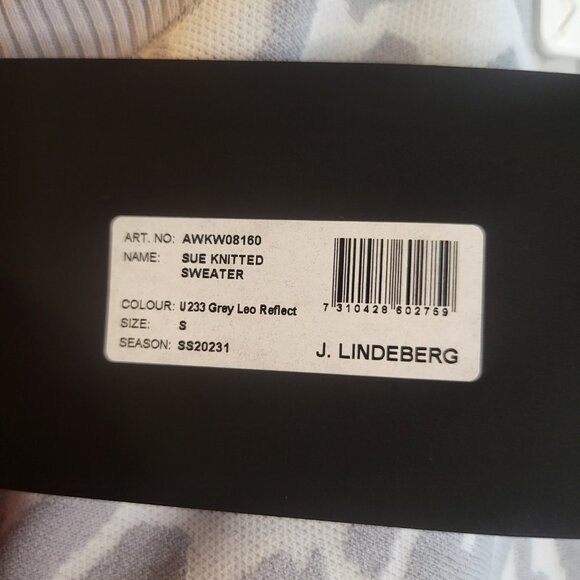 ART. NO: AWKW08160
NAME: SUE KNITTED
SWEATER
COLOUR: U233 Grey Leo Reflect
SIZE: S
SEASON: SS20231
7 310428 602759
J. LINDEBERG